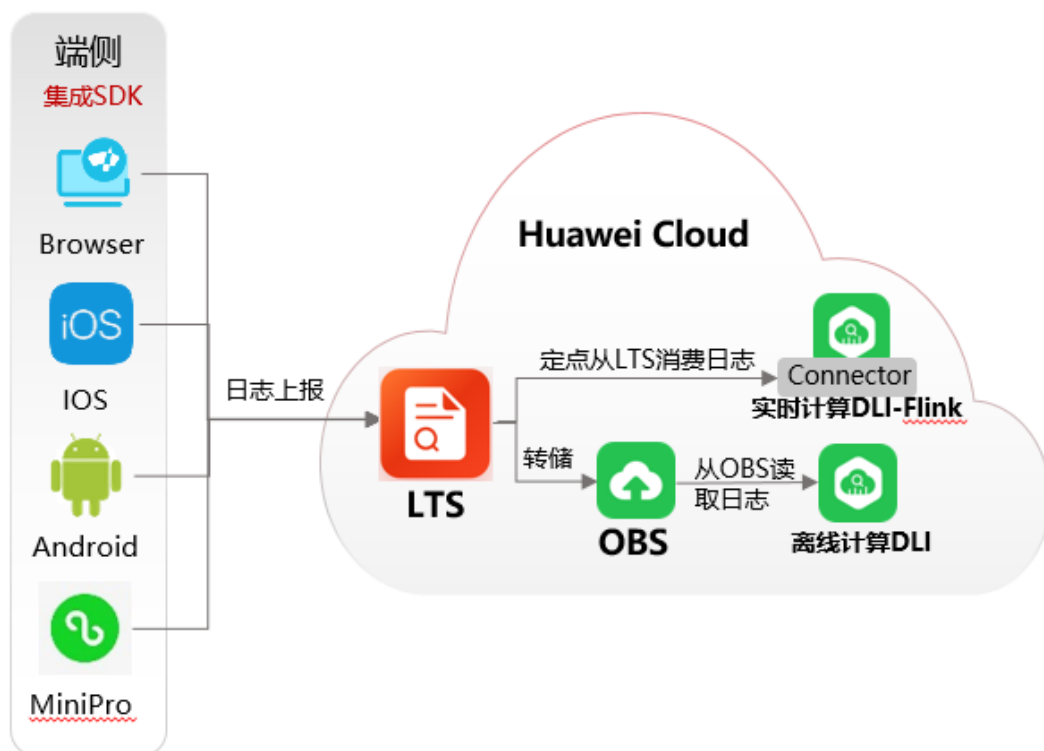 端侧
集成SDK
Browser
iOS
IOS
Android
MiniPro
日志上报
Huawei Cloud
LTS
定点从LTS消费日志
Connector
实时计算DLI-Flink
转储
OBS
从OBS读
取日志
离线计算DLI